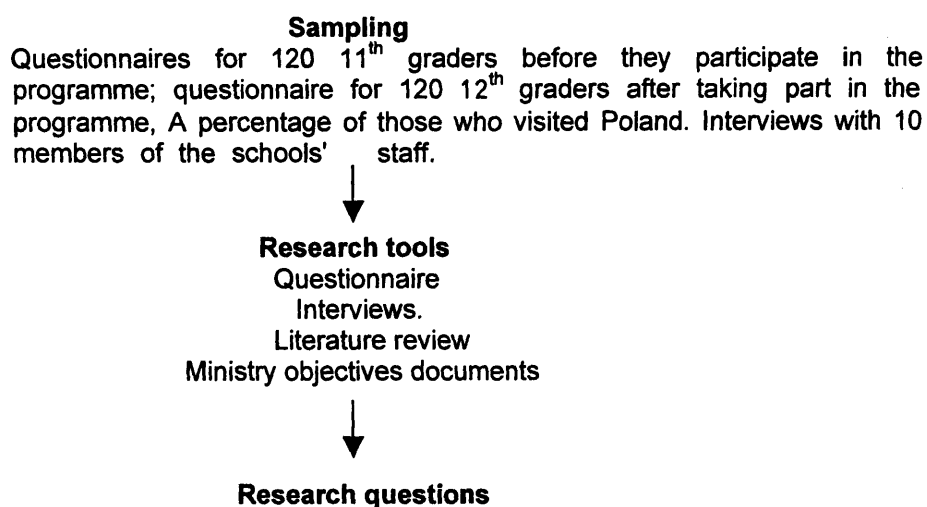 Sampling
Questionnaires for 120 11th graders before they participate in the
programme; questionnaire for 120 12th graders after taking part in the
programme, A percentage of those who visited Poland. Interviews with 10
members of the schools' staff.
Research tools
Questionnaire
Interviews.
Literature review
Ministry objectives documents
Research questions